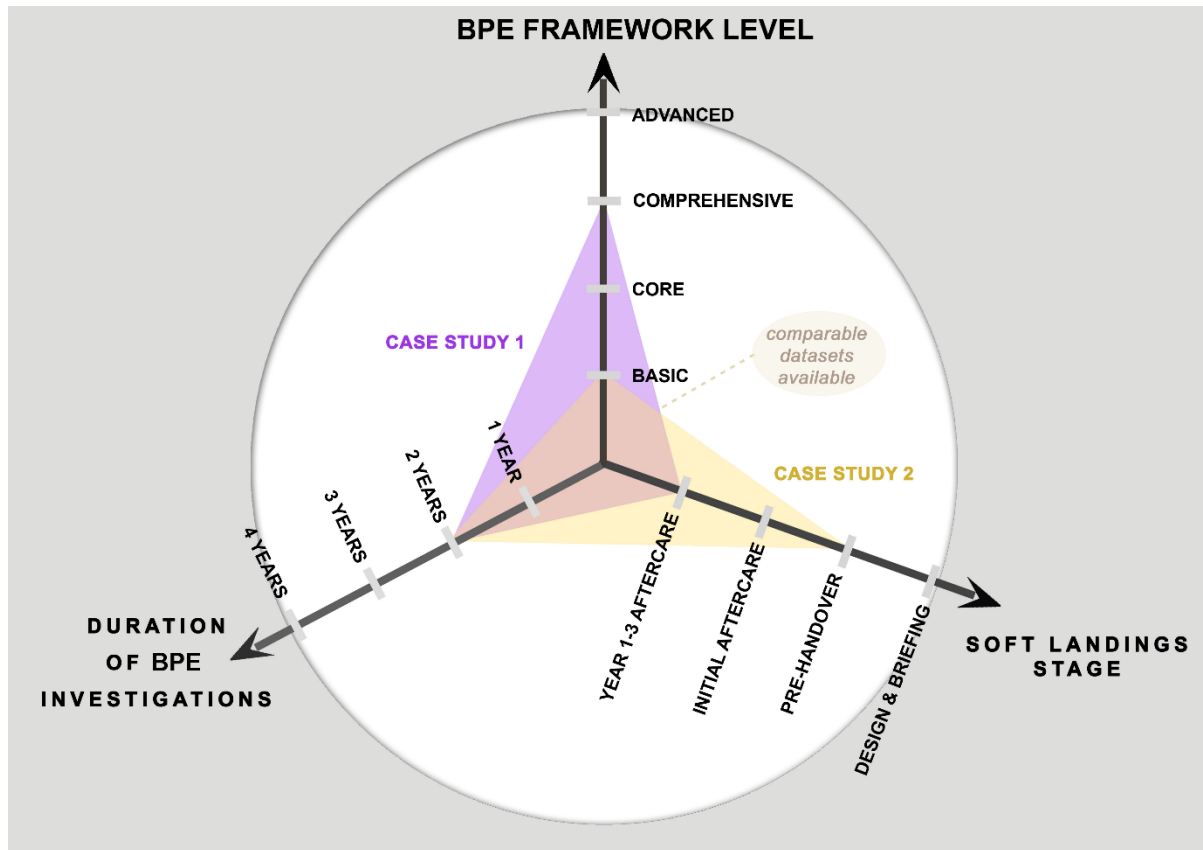 BPE FRAMEWORK LEVEL
ADVANCED
COMPREHENSIVE
CORE
CASE STUDY 1
comparable
datasets
available
BASIC
1 YEAR
2 YEARS
3 YEARS
4 YEARS
CASE STUDY 2
YEAR 1-3 AFTERCARE
INITIAL AFTERCARE
PRE-HANDOVER
DESIGN & BRIEFING
DURATION
OF BPE
INVESTIGATIONS
SOFT LANDINGS
STAGE